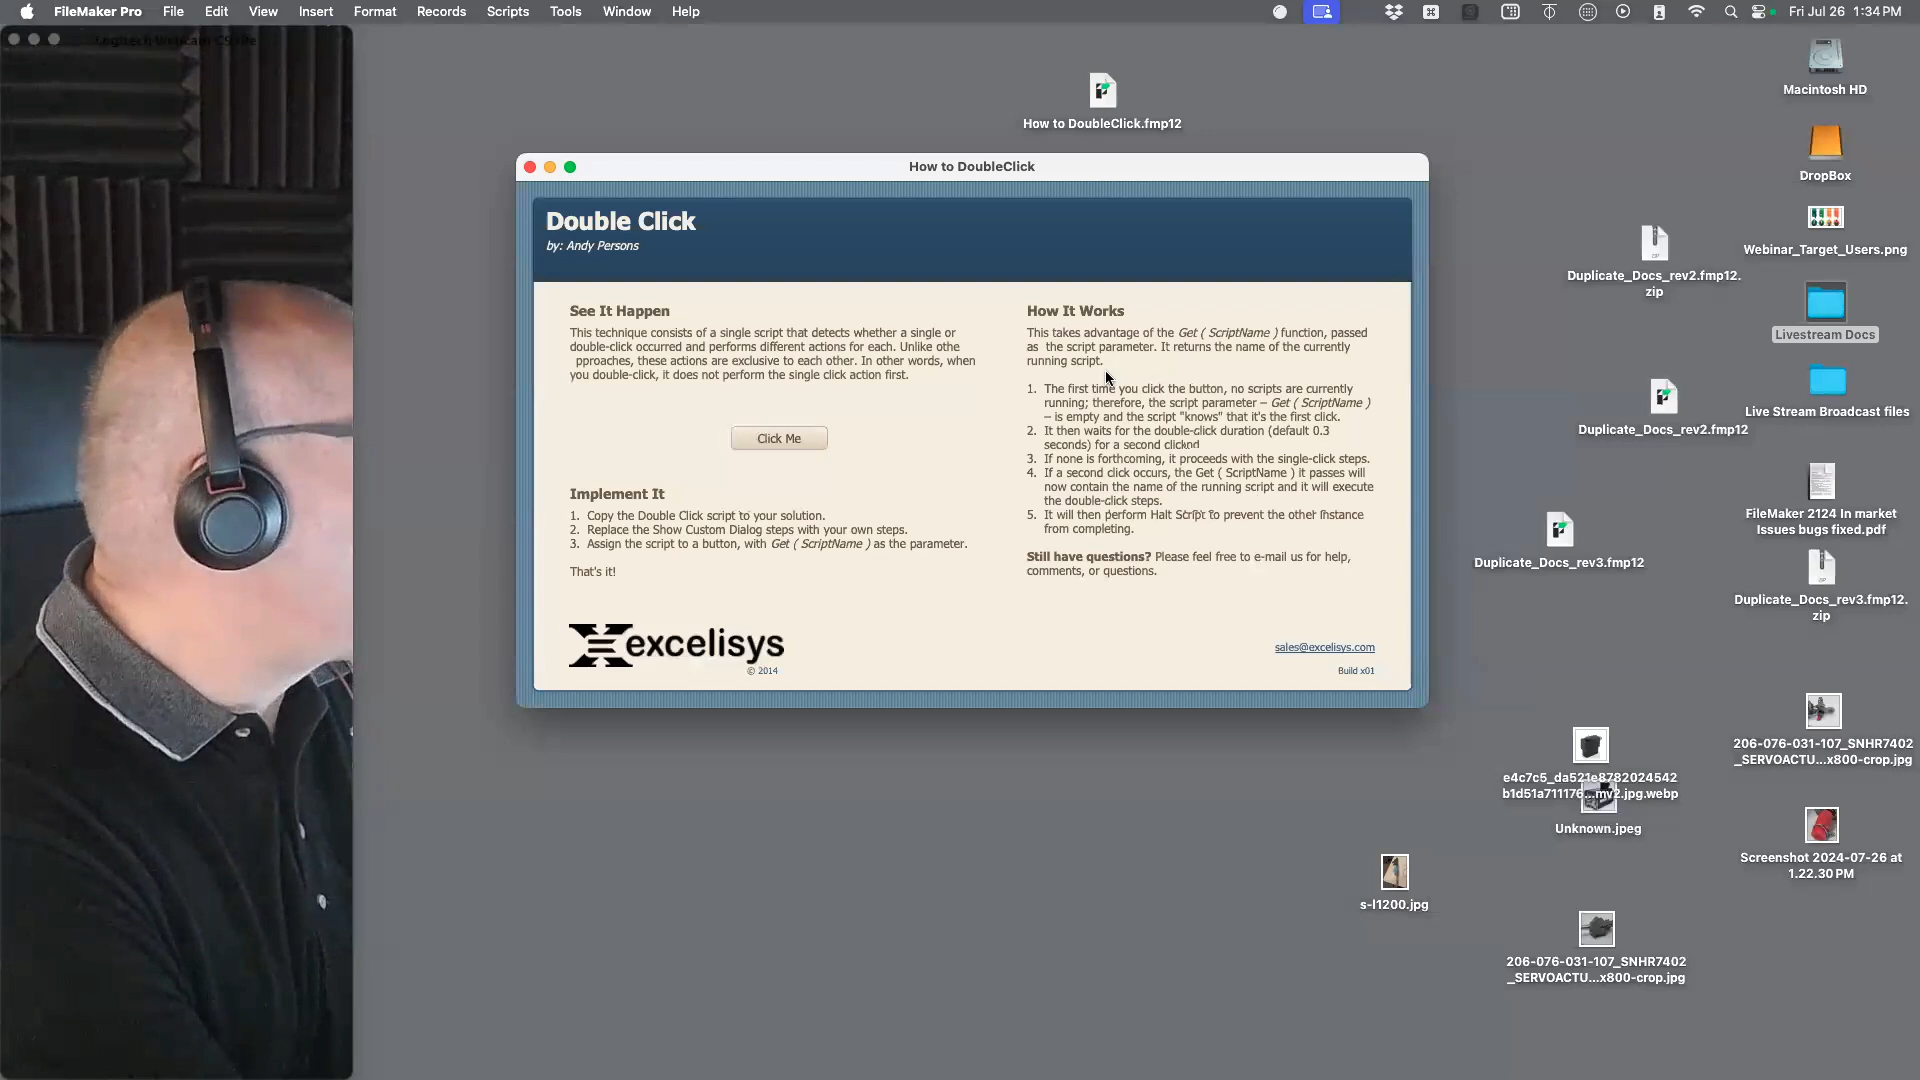 FileMaker Pro File Edit View Insert Format Records Scripts Tools Window Help
Fri Jul 26 1:34 PM
Macintosh HD
How to DoubleClick.fmp12
DropBox
Webinar_Target_Users.png
Duplicate_Docs_rev2.fmp12.
zip
Livestream Docs
Live Stream Broadcast files
Duplicate_Docs_rev2.fmp12
FileMaker 2124 In market
Issues bugs fixed.pdf
Duplicate_Docs_rev3.fmp12
Duplicate_Docs_rev3.fmp12.
zip
206-076-031-107_SNHR7402
_SERVOACTU...x800-crop.jpg
e4c7c5_da521e8782024542
b1d51a711176...mv2.jpg.webp
Unknown.jpeg
Screenshot 2024-07-26 at
1.22.30 PM
s-l1200.jpg
206-076-031-107_SNHR7402
_SERVOACTU...x800-crop.jpg
How to DoubleClick
Double Click
by: Andy Persons
See It Happen
This technique consists of a single script that detects whether a single or
double-click occurred and performs different actions for each. Unlike othe
pproaches, these actions are exclusive to each other. In other words, when
you double-click, it does not perform the single click action first.
Click Me
Implement It
1. Copy the Double Click script to your solution.
2. Replace the Show Custom Dialog steps with your own steps.
3. Assign the script to a button, with Get ( ScriptName ) as the parameter.
That's it!
excelisys
© 2014
How It Works
This takes advantage of the Get ( ScriptName ) function, passed
as the script parameter. It returns the name of the currently
running script.
1. The first time you click the button, no scripts are currently
running; therefore, the script parameter – Get ( ScriptName )
– is empty and the script "knows" that it's the first click.
2. It then waits for the double-click duration (default 0.3
seconds) for a second clicknd
3. If none is forthcoming, it proceeds with the single-click steps.
4. If a second click occurs, the Get ( ScriptName ) it passes will
now contain the name of the running script and it will execute
the double-click steps.
5. It will then perform Halt Script to prevent the other instance
from completing.
Still have questions? Please feel free to e-mail us for help,
comments, or questions.
sales@excelisys.com
Build x01